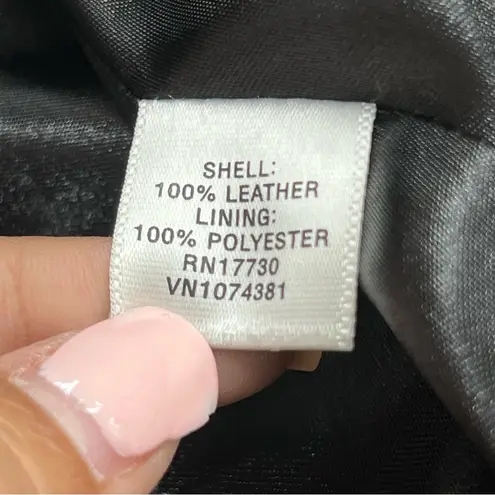 SHELL:
100% LEATHER
LINING:
100% POLYESTER
RN17730
VN1074381